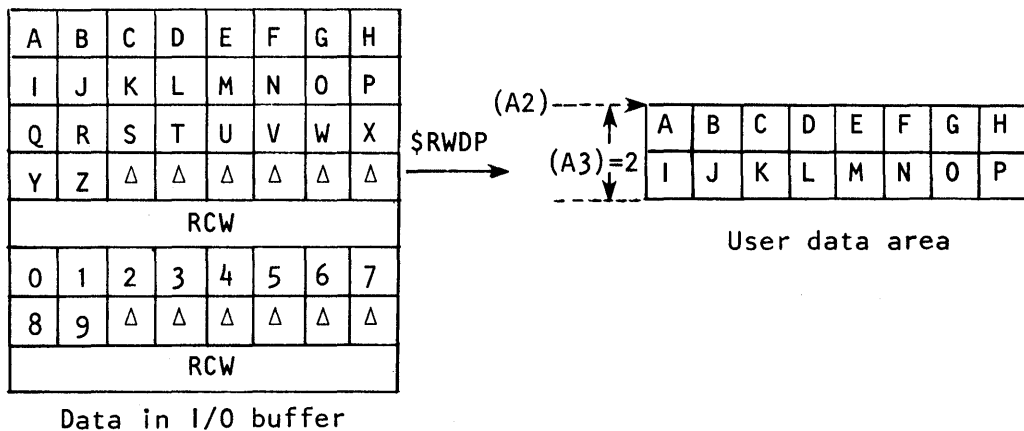 A B C D E F G H
I J K L M N O P
Q R S T U V W X
Y Z Δ Δ Δ Δ Δ Δ
RCW
0 1 2 3 4 5 6 7
8 9 Δ Δ Δ Δ Δ Δ
RCW
Data in I/O buffer
$RWDP
(A2)
(A3)=2
A B C D E F G H
I J K L M N O P
User data area